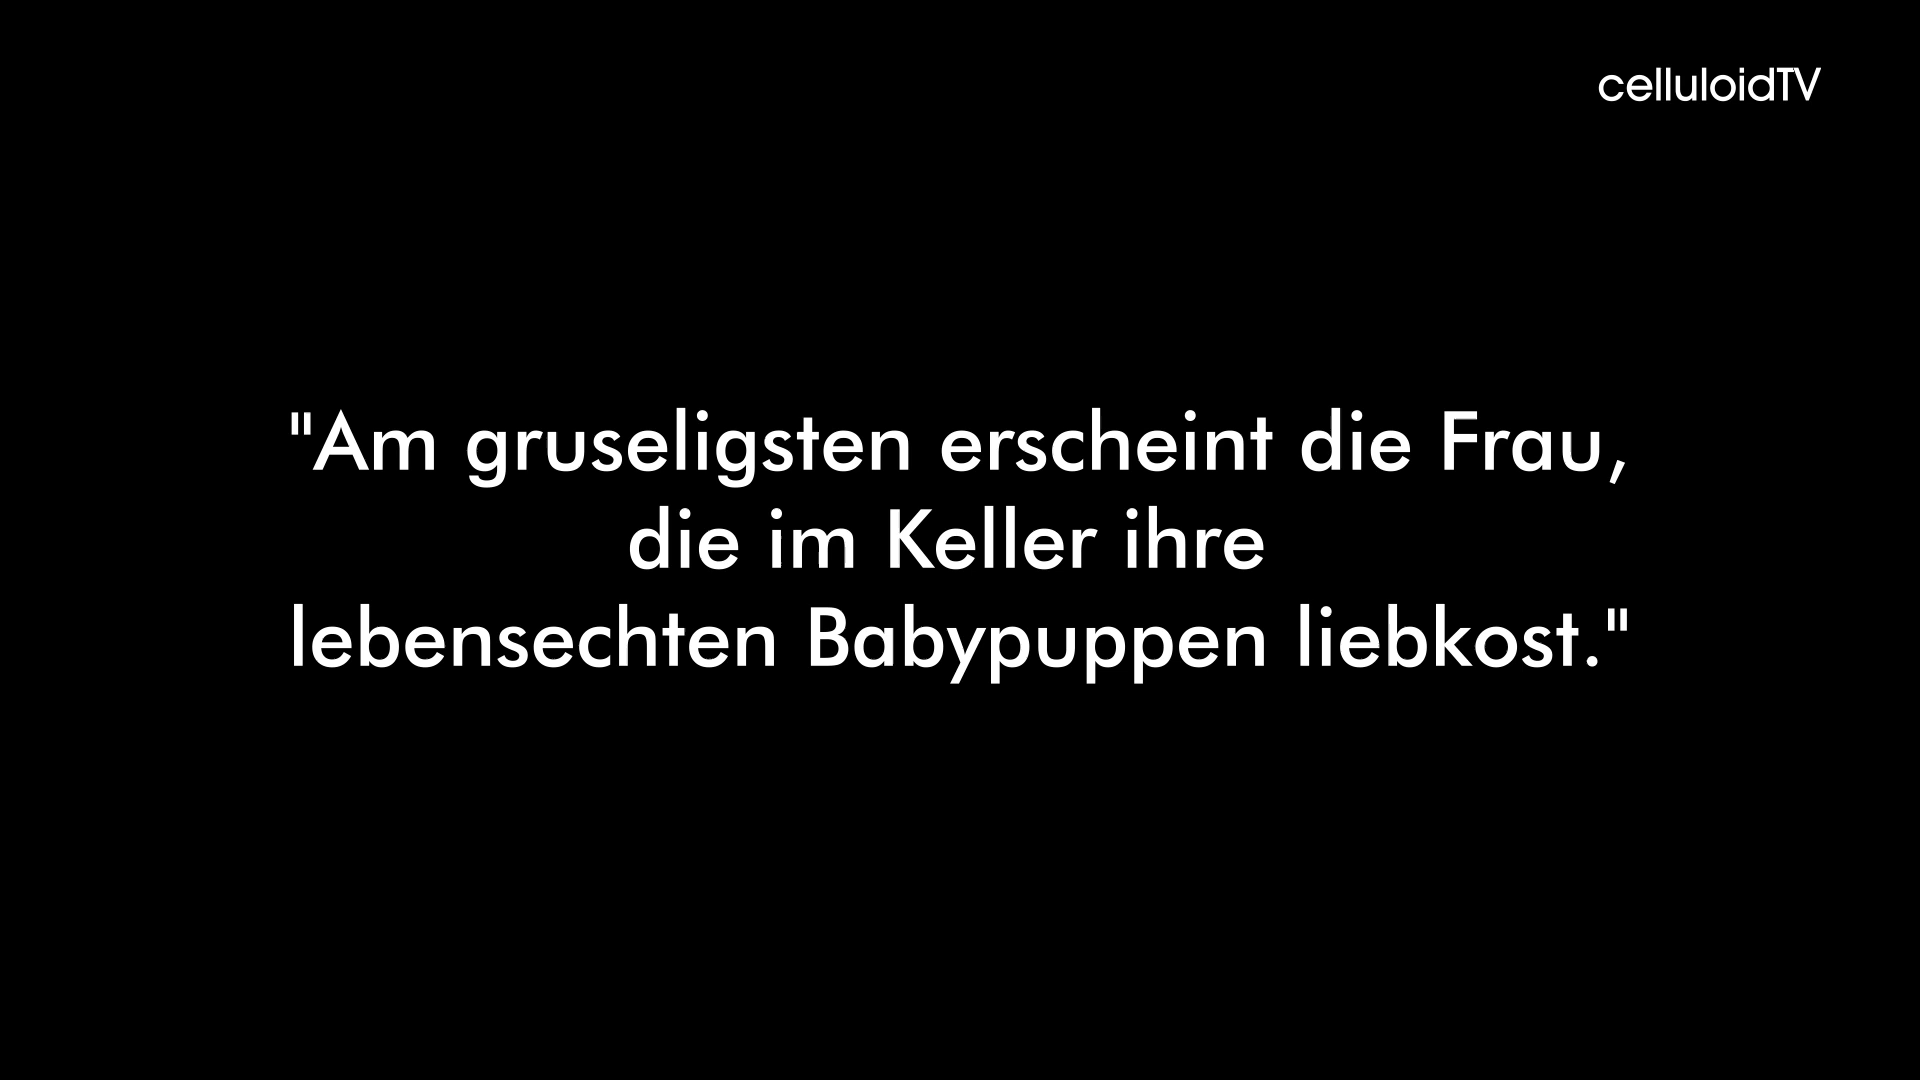 celluloidTV
"Am gruseligsten erscheint die Frau,
die im Keller ihre
lebensechten Babypuppen liebkost."